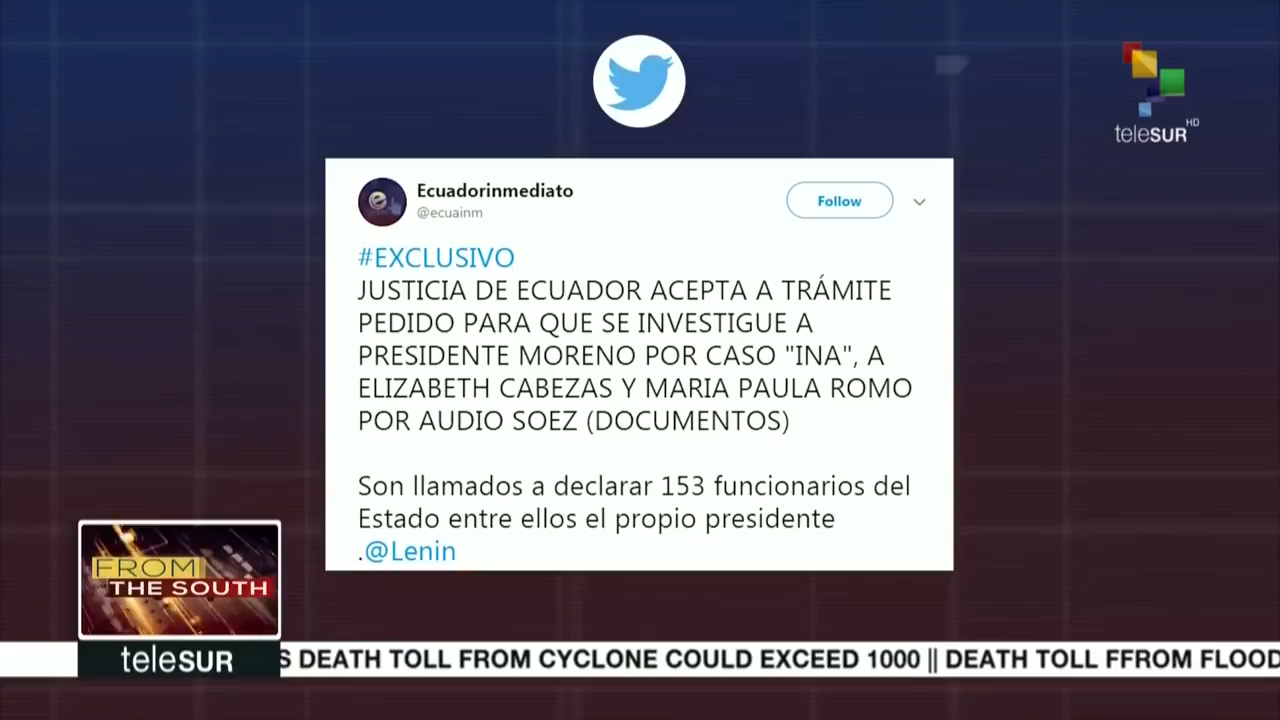 teleSUR HD
Ecuadorinmediato
@ecuainm
Follow
#EXCLUSIVO
JUSTICIA DE ECUADOR ACEPTA A TRÁMITE
PEDIDO PARA QUE SE INVESTIGUE A
PRESIDENTE MORENO POR CASO "INA", A
ELIZABETH CABEZAS Y MARIA PAULA ROMO
POR AUDIO SOEZ (DOCUMENTOS)
Son llamados a declarar 153 funcionarios del
Estado entre ellos el propio presidente
.@Lenin
FROM
THE SOUTH
teleSUR
S DEATH TOLL FROM CYCLONE COULD EXCEED 1000 || DEATH TOLL FFROM FLOOD